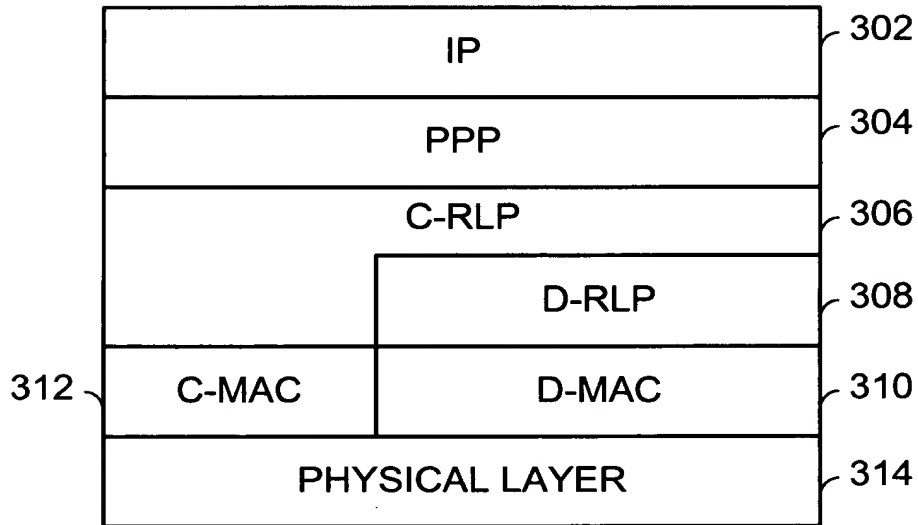 IP 302
PPP 304
C-RLP 306
D-RLP 308
312 C-MAC D-MAC 310
PHYSICAL LAYER 314